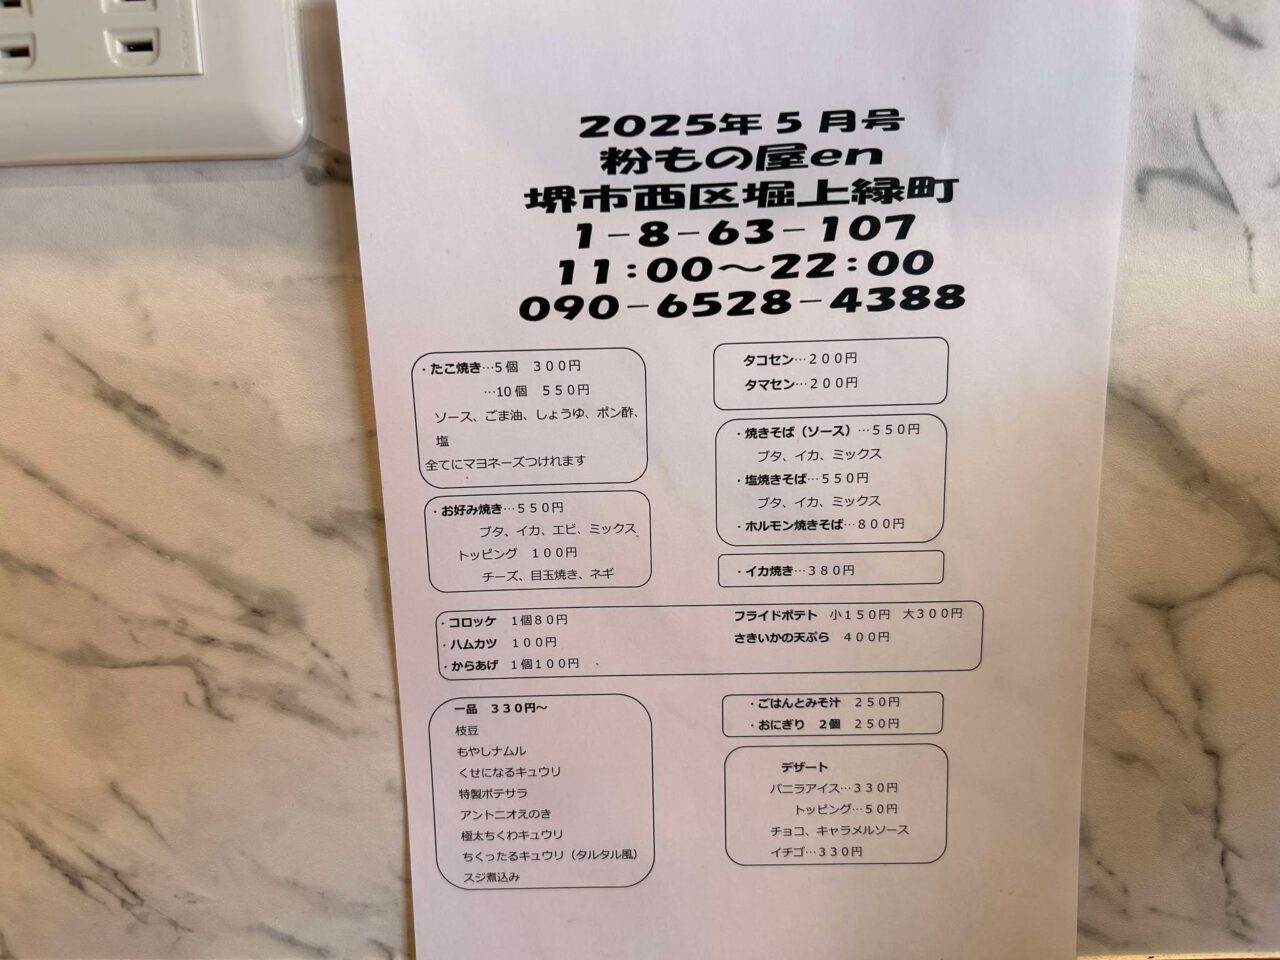 2025年5月号
粉もの屋en
堺市西区堀上緑町
1-8-63-107
11:00～22:00
090-6528-4388
・たこ焼き…5個　300円
…10個　550円
ソース、ごま油、しょうゆ、ポン酢、
塩
全てにマヨネーズつけれます
・お好み焼き…550円
ブタ、イカ、エビ、ミックス
トッピング　100円
チーズ、目玉焼き、ネギ
タコセン…200円
タマセン…200円
・焼きそば（ソース）…550円
ブタ、イカ、ミックス
・塩焼きそば…550円
ブタ、イカ、ミックス
・ホルモン焼きそば…800円
・イカ焼き…380円
・コロッケ　1個80円
・ハムカツ　100円
・からあげ　1個100円
フライドポテト　小150円　大300円
さきいかの天ぷら　400円
一品　330円～
枝豆
もやしナムル
くせになるキュウリ
特製ポテサラ
アントニオえのき
極太ちくわキュウリ
ちくったるキュウリ（タルタル風）
スジ煮込み
・ごはんとみそ汁　250円
・おにぎり　2個　250円
デザート
バニラアイス…330円
トッピング…50円
チョコ、キャラメルソース
イチゴ…330円